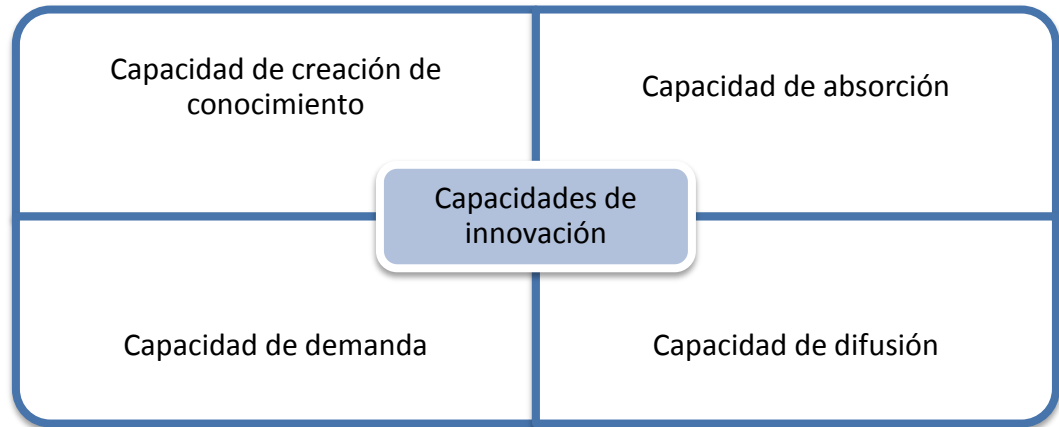 Capacidad de creación de
conocimiento
Capacidad de absorción
Capacidades de
innovación
Capacidad de demanda
Capacidad de difusión